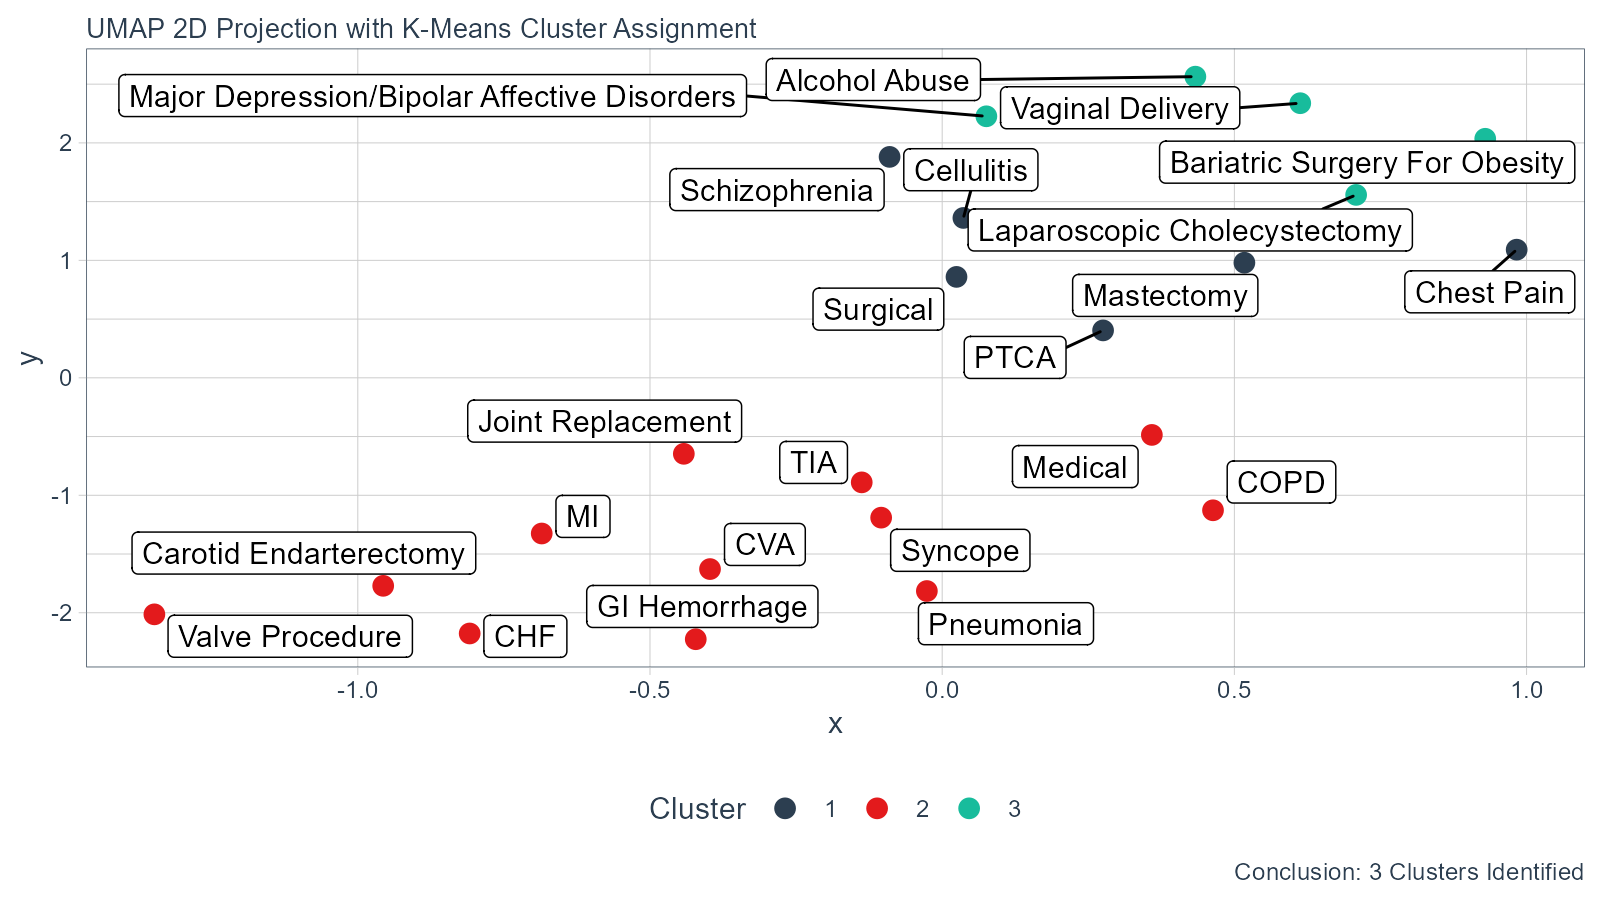 UMAP 2D Projection with K-Means Cluster Assignment
Alcohol Abuse
Major Depression/Bipolar Affective Disorders
Vaginal Delivery
2
Bariatric Surgery For Obesity
Cellulitis
Schizophrenia
Laparoscopic Cholecystectomy
1
Chest Pain
Mastectomy
Surgical
PTCA
y
0
Joint Replacement
TIA
Medical
COPD
-1
MI
CVA
Syncope
Carotid Endarterectomy
GI Hemorrhage
-2
Pneumonia
Valve Procedure
CHF
-1.0 -0.5 0.0 0.5 1.0
x
Cluster 1 2 3
Conclusion: 3 Clusters Identified